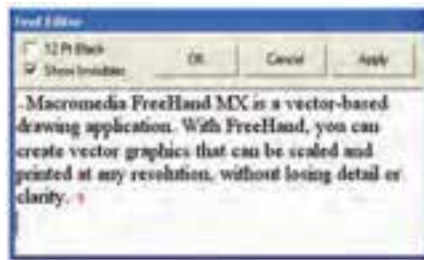 Text Editor
12 Pt Black
Show Invisibles
OK
Cancel
Apply
Macromedia FreeHand MX is a vector-based
drawing application. With FreeHand, you can
create vector graphics that can be scaled and
printed at any resolution, without losing detail or
clarity.